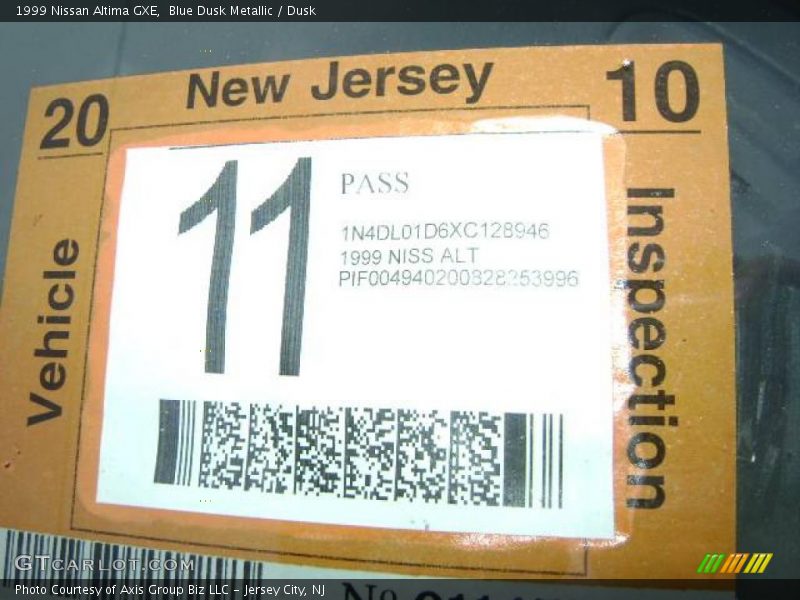 1999 Nissan Altima GXE, Blue Dusk Metallic / Dusk
20 New Jersey 10
Vehicle
Inspection
11
PASS
1N4DL01D6XC128946
1999 NISS ALT
GTCARLOT.COM
Photo Courtesy of Axis Group Biz LLC – Jersey City, NJ
No